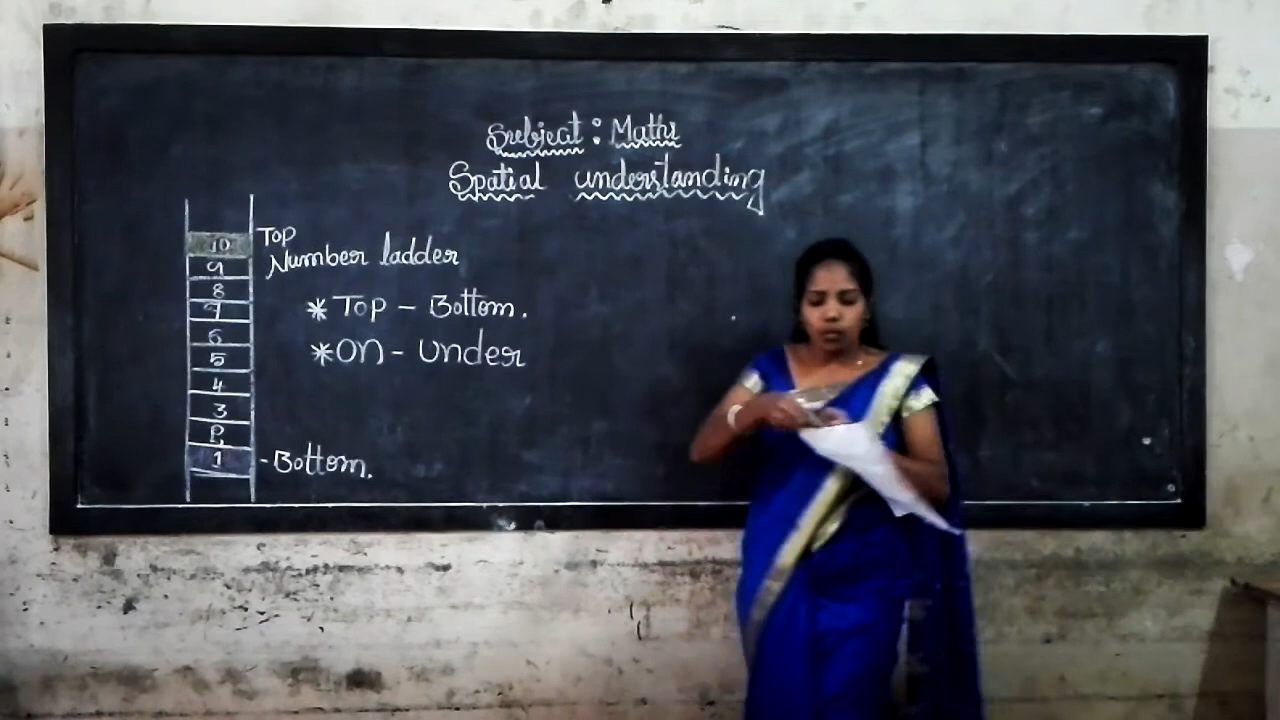 Subject : Maths
Spatial understanding
10 Top
Number ladder
9
8
* Top - Bottom.
7
6
* on - under
5
4
3
2
1 - Bottom.